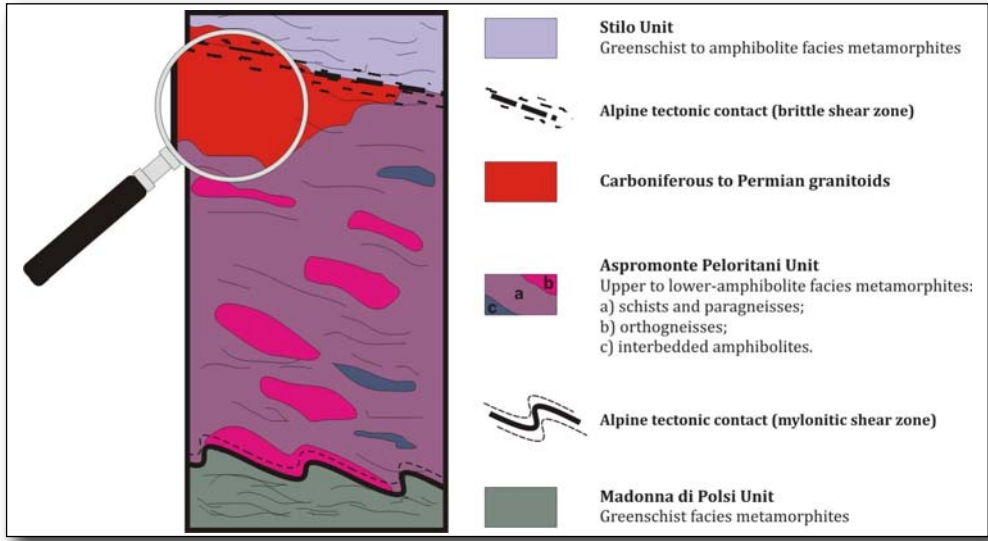 Stilo Unit
Greenschist to amphibolite facies metamorphites
Alpine tectonic contact (brittle shear zone)
Carboniferous to Permian granitoids
b
a
c
Aspromonte Peloritani Unit
Upper to lower-amphibolite facies metamorphites:
a) schists and paragneisses;
b) orthogneisses;
c) interbedded amphibolites.
Alpine tectonic contact (mylonitic shear zone)
Madonna di Polsi Unit
Greenschist facies metamorphites